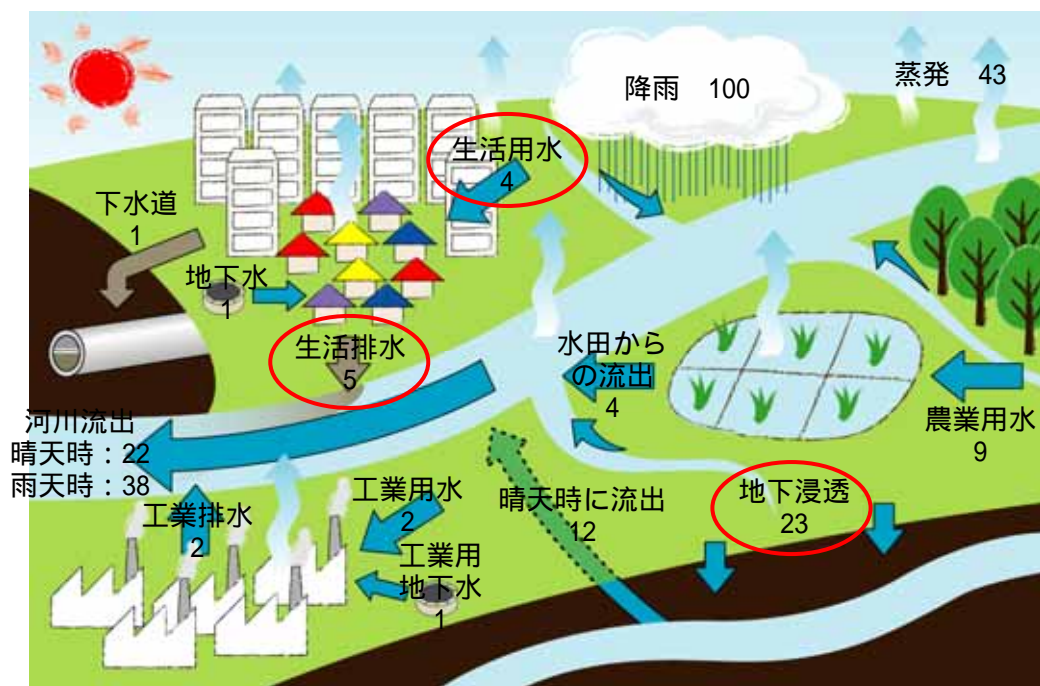 降雨 100
蒸発 43
生活用水
4
下水道
1
地下水
1
生活排水
5
水田から
の流出
4
農業用水
9
河川流出
晴天時：22
雨天時：38
工業排水
2
工業用水
2
工業用
地下水
1
晴天時に流出
12
地下浸透
23